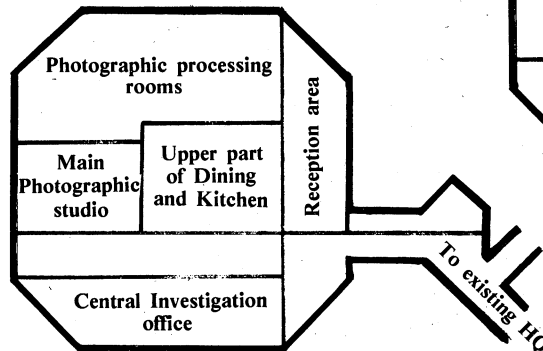 Photographic processing
rooms
Main
Photographic
studio
Upper part
of Dining
and Kitchen
Reception area
Central Investigation
office
To existing HQ